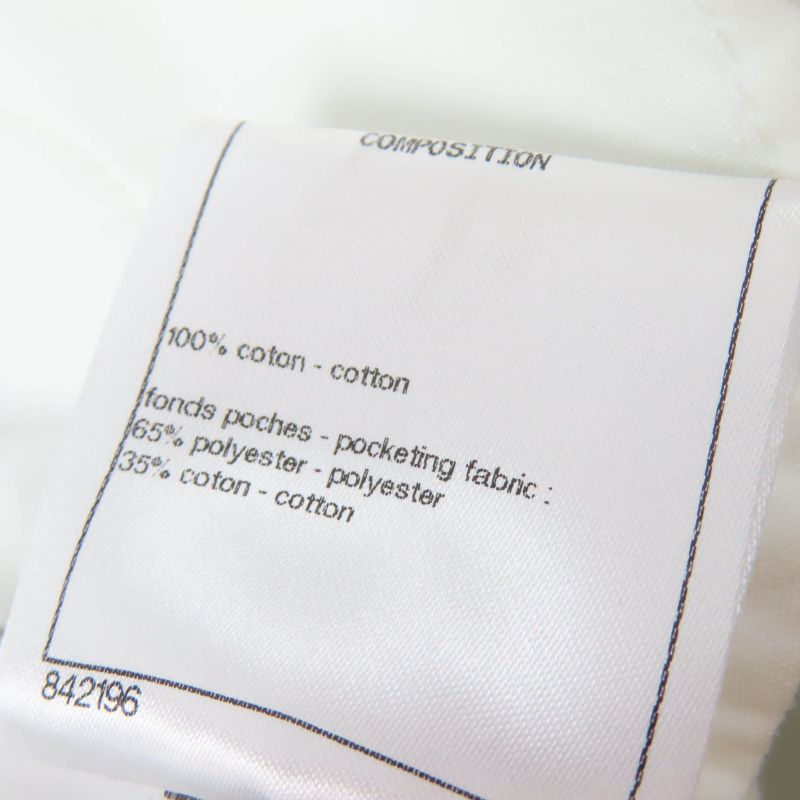 COMPOSITION
100% coton - cotton
fonds poches - pocketing fabric :
65% polyester - polyester
35% coton - cotton
842196